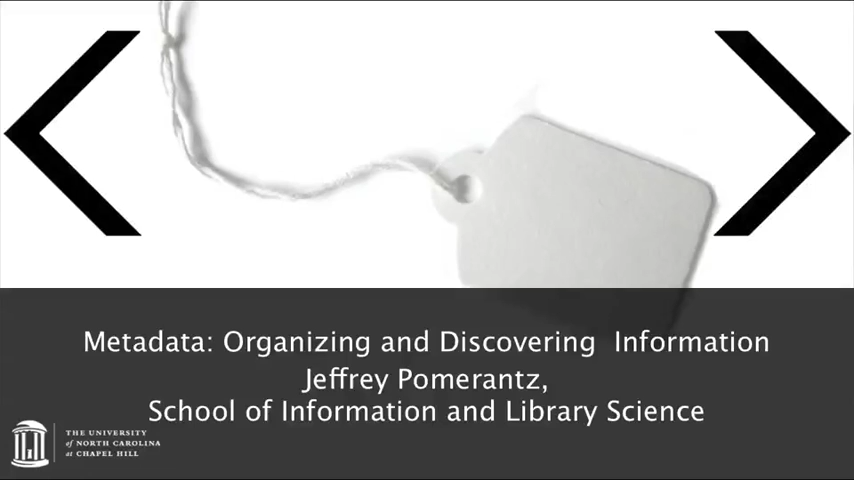 Metadata: Organizing and Discovering  Information
Jeffrey Pomerantz,
School of Information and Library Science
THE UNIVERSITY
of NORTH CAROLINA
at CHAPEL HILL